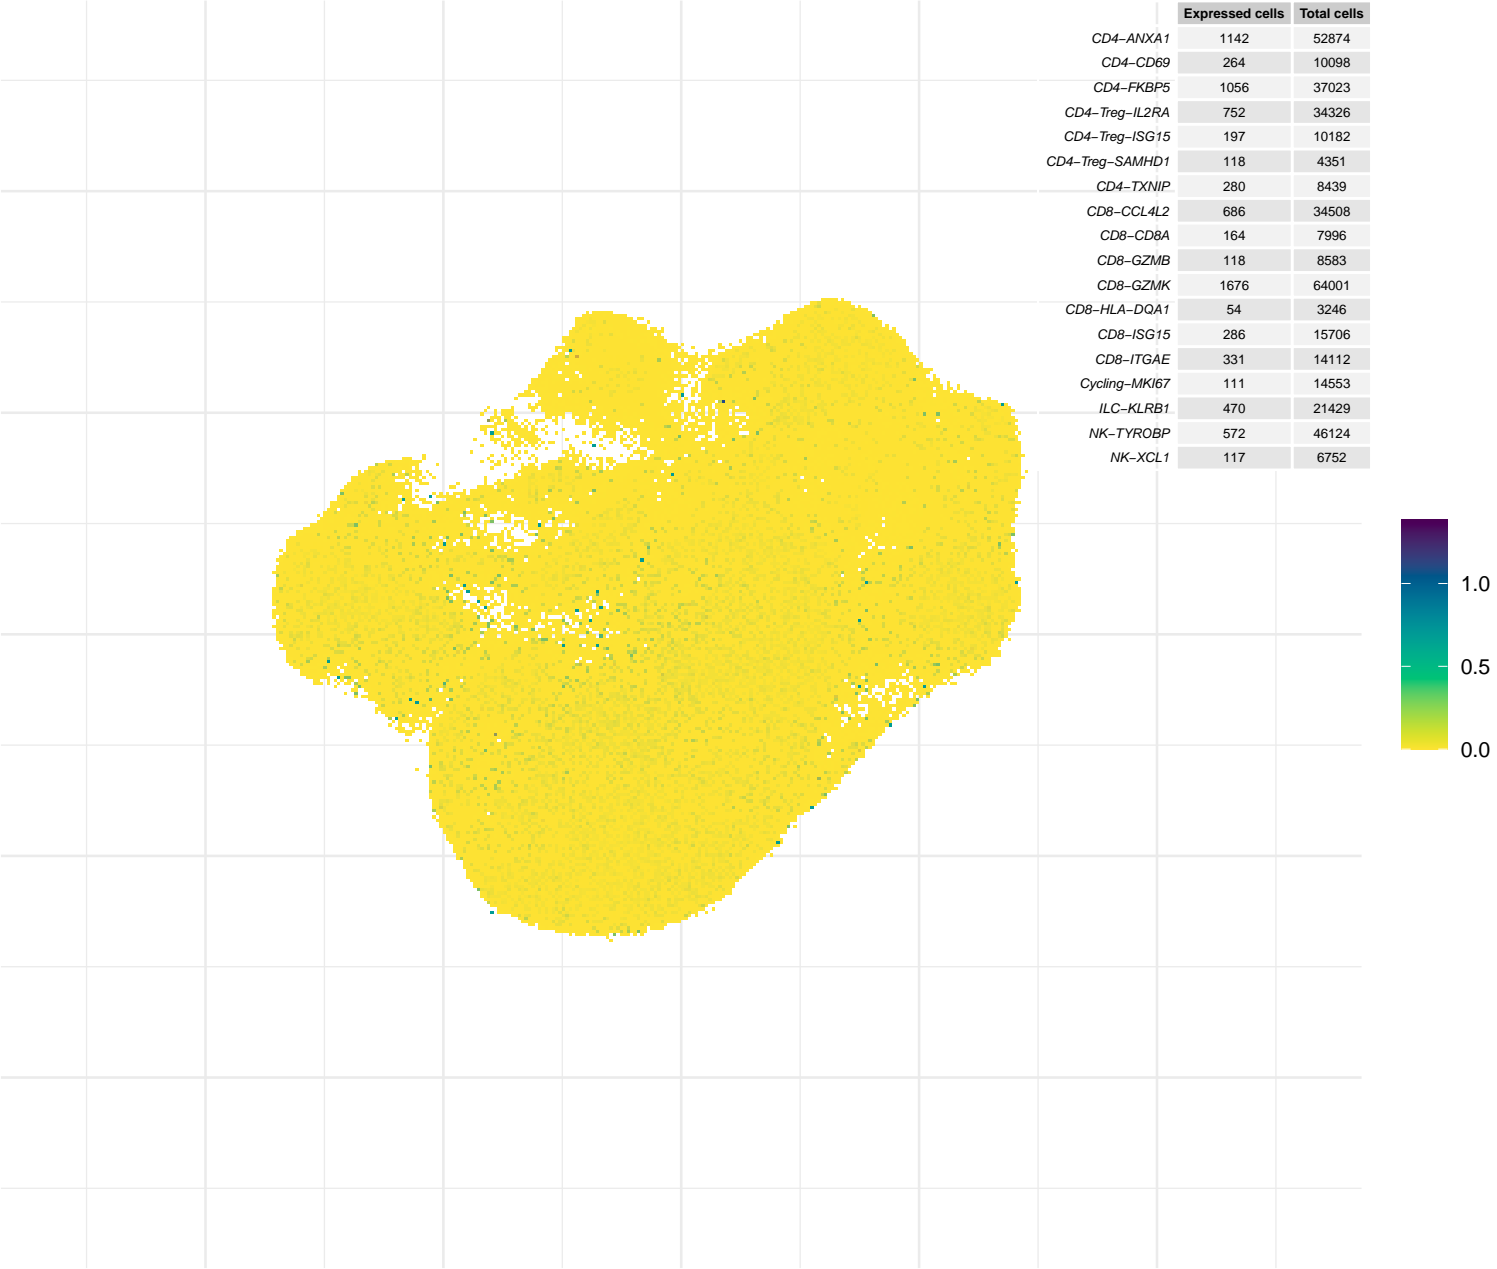 Expressed cells Total cells
CD4−ANXA1 1142 52874
CD4−CD69 264 10098
CD4−FKBP5 1056 37023
CD4−Treg−IL2RA 752 34326
CD4−Treg−ISG15 197 10182
CD4−Treg−SAMHD1 118 4351
CD4−TXNIP 280 8439
CD8−CCL4L2 686 34508
CD8−CD8A 164 7996
CD8−GZMB 118 8583
CD8−GZMK 1676 64001
CD8−HLA−DQA1 54 3246
CD8−ISG15 286 15706
CD8−ITGAE 331 14112
Cycling−MKI67 111 14553
ILC−KLRB1 470 21429
NK−TYROBP 572 46124
NK−XCL1 117 6752
1.0
0.5
0.0